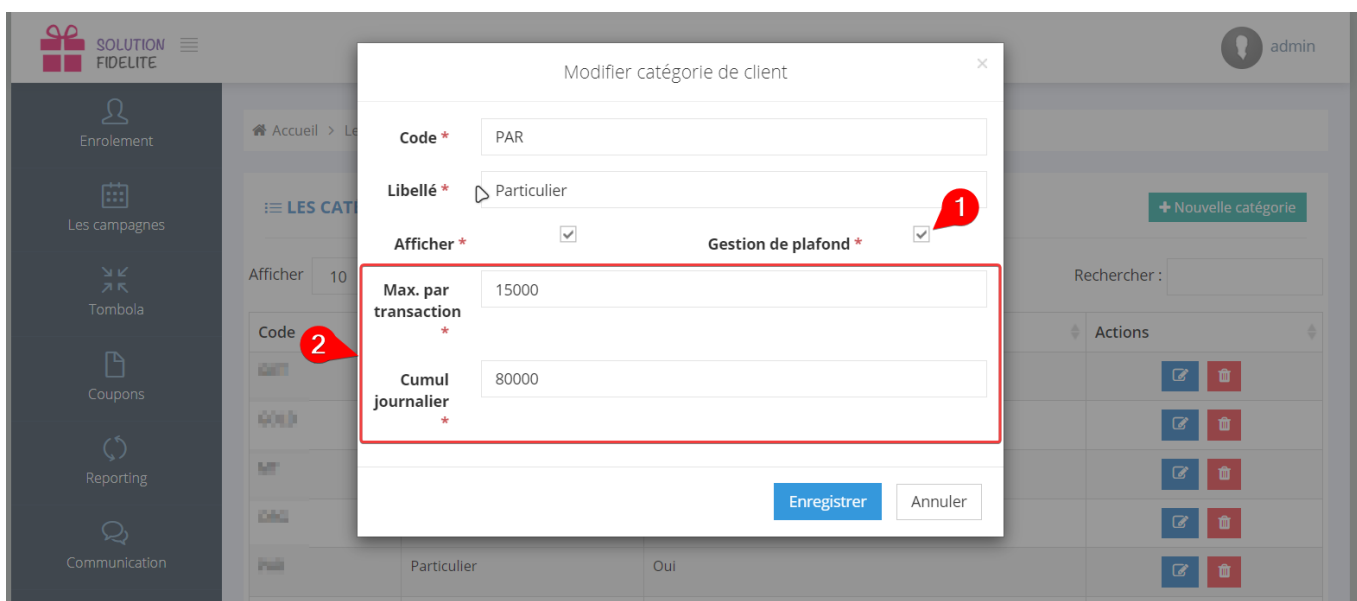 SOLUTION
FIDELITE
admin
Modifier catégorie de client
×
Enrolement
Les campagnes
Tombola
Coupons
Reporting
Communication
Accueil > Le
Code *
PAR
Libellé *
Particulier
1
LES CATÉ
+ Nouvelle catégorie
Afficher *
Gestion de plafond *
Afficher 10
Rechercher :
Max. par
transaction
*
15000
2
Code
Actions
Cumul
journalier
*
80000
Enregistrer
Annuler
Particulier
Oui